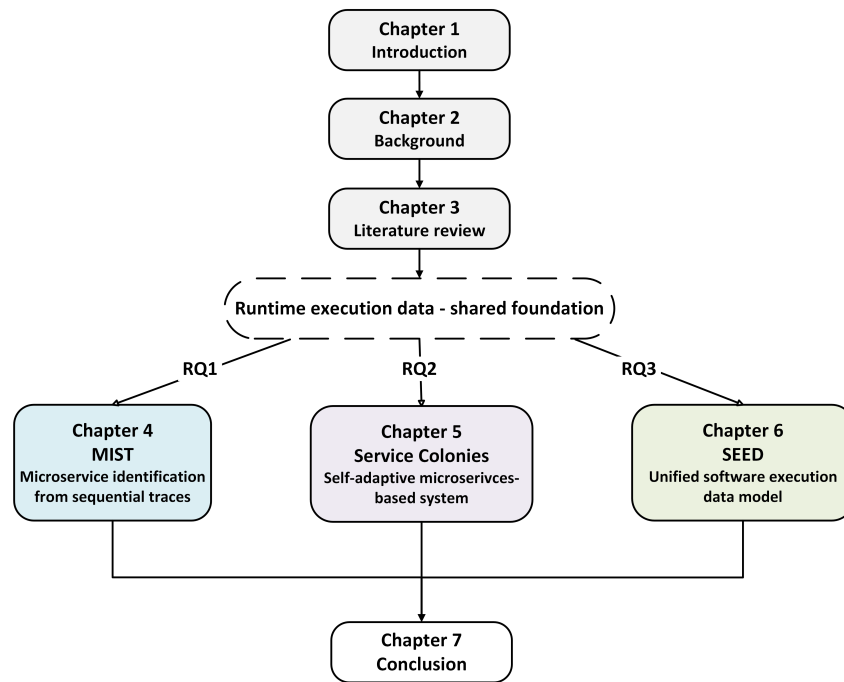 Chapter 1
Introduction
Chapter 2
Background
Chapter 3
Literature review
Runtime execution data - shared foundation
RQ1
RQ2
RQ3
Chapter 4
MIST
Microservice identification
from sequential traces
Chapter 5
Service Colonies
Self-adaptive microserivces-
based system
Chapter 6
SEED
Unified software execution
data model
Chapter 7
Conclusion